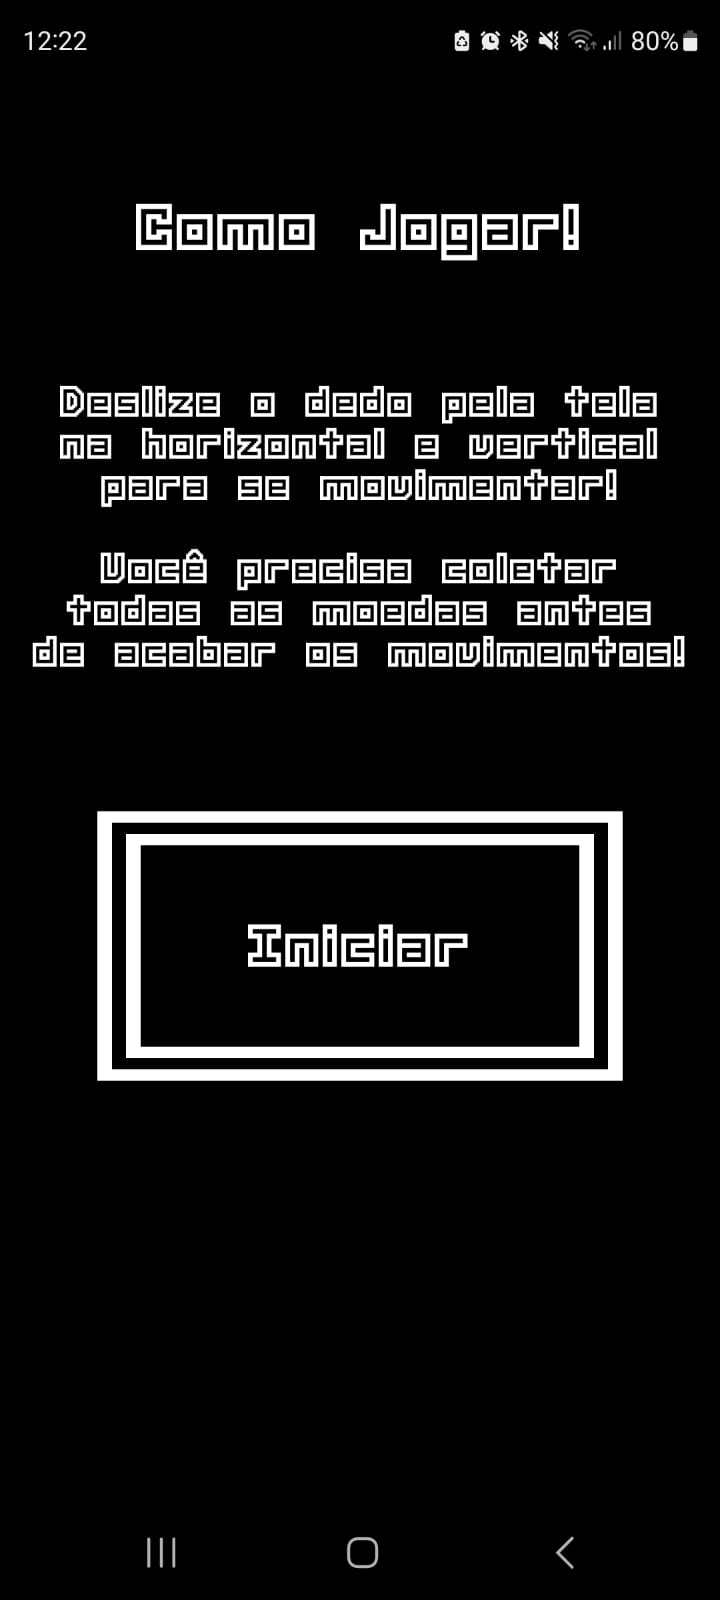 12:22
80%
Como Jogar!
Deslize o dedo pela tela
na horizontal e vertical
para se movimentar!
Você precisa coletar
todas as moedas antes
de acabar os movimentos!
Iniciar